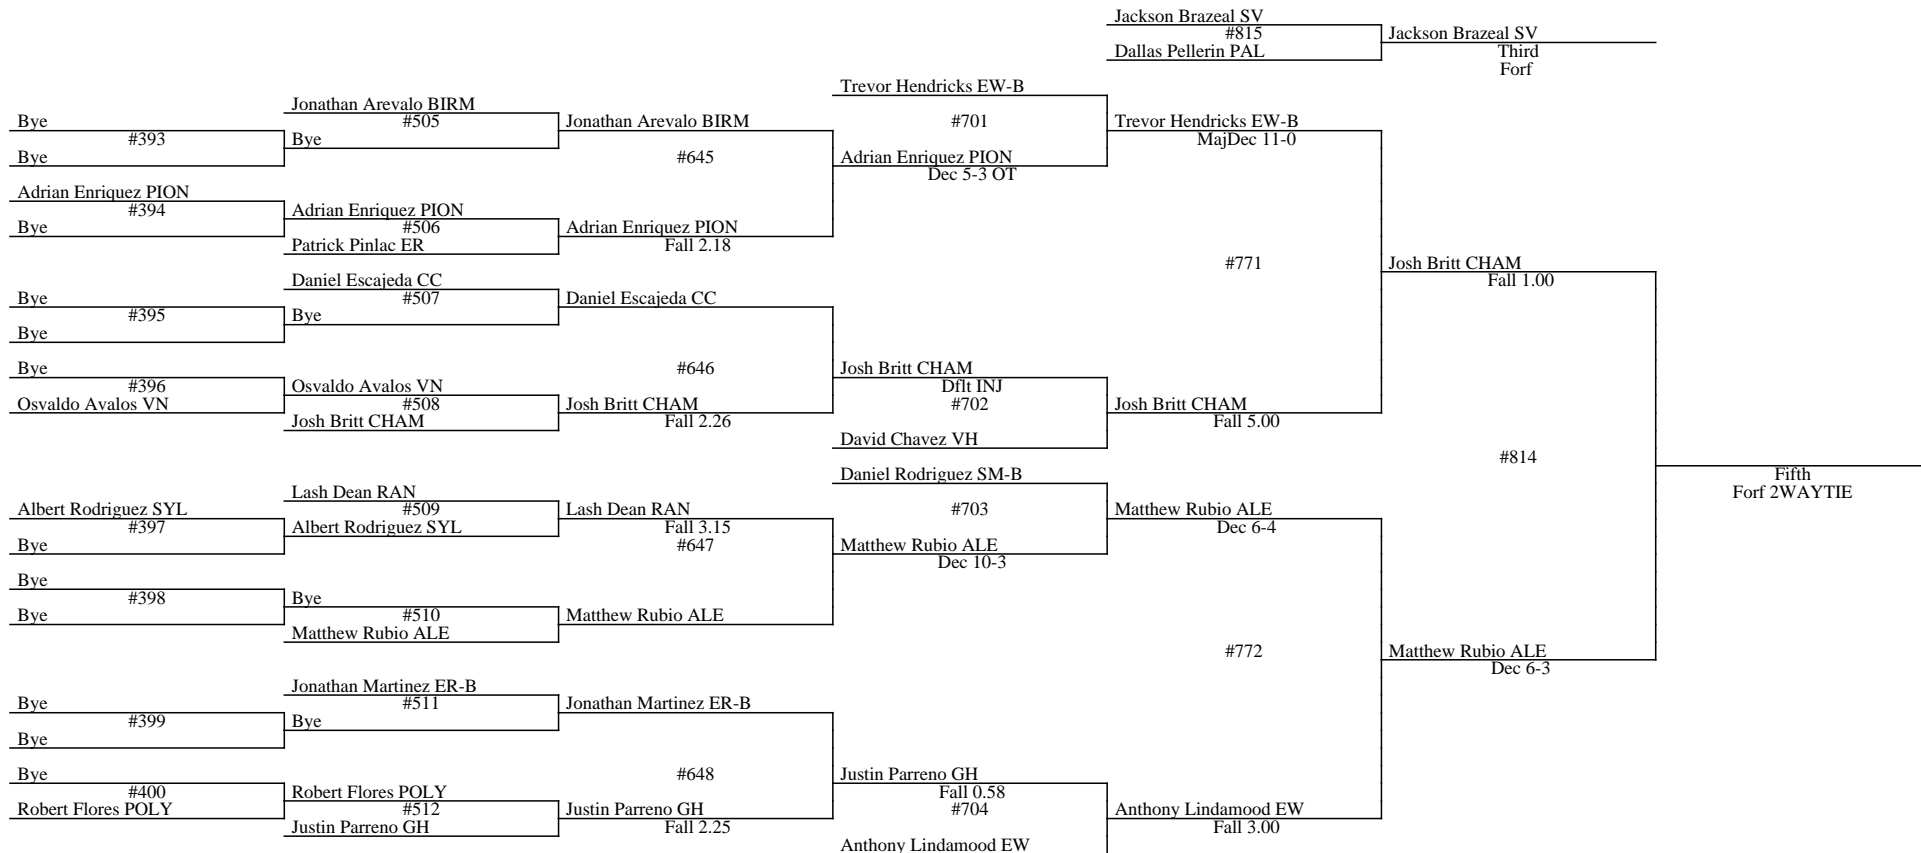 Jackson Brazeal SV
#815
Dallas Pellerin PAL
Jackson Brazeal SV
Third
Forf
Bye
#393
Bye
Adrian Enriquez PION
#394
Bye
Bye
#395
Bye
Bye
#396
Osvaldo Avalos VN
Albert Rodriguez SYL
#397
Bye
Bye
#398
Bye
Bye
#399
Bye
Bye
#400
Robert Flores POLY
Jonathan Arevalo BIRM
#505
Bye
Adrian Enriquez PION
#506
Patrick Pinlac ER
Daniel Escajeda CC
#507
Bye
Osvaldo Avalos VN
#508
Josh Britt CHAM
Lash Dean RAN
#509
Albert Rodriguez SYL
Bye
#510
Matthew Rubio ALE
Jonathan Martinez ER-B
#511
Bye
Robert Flores POLY
#512
Justin Parreno GH
Jonathan Arevalo BIRM
#645
Adrian Enriquez PION
Fall 2.18
Daniel Escajeda CC
#646
Josh Britt CHAM
Fall 2.26
Lash Dean RAN
Fall 3.15
#647
Matthew Rubio ALE
Jonathan Martinez ER-B
#648
Justin Parreno GH
Fall 2.25
Trevor Hendricks EW-B
#701
Adrian Enriquez PION
Dec 5-3 OT
Josh Britt CHAM
Dflt INJ
#702
David Chavez VH
Daniel Rodriguez SM-B
#703
Matthew Rubio ALE
Dec 10-3
Justin Parreno GH
Fall 0.58
#704
Anthony Lindamood EW
Trevor Hendricks EW-B
MajDec 11-0
#771
Josh Britt CHAM
Fall 5.00
Matthew Rubio ALE
Dec 6-4
#772
Anthony Lindamood EW
Fall 3.00
Josh Britt CHAM
Fall 1.00
#814
Matthew Rubio ALE
Dec 6-3
Fifth
Forf 2WAYTIE